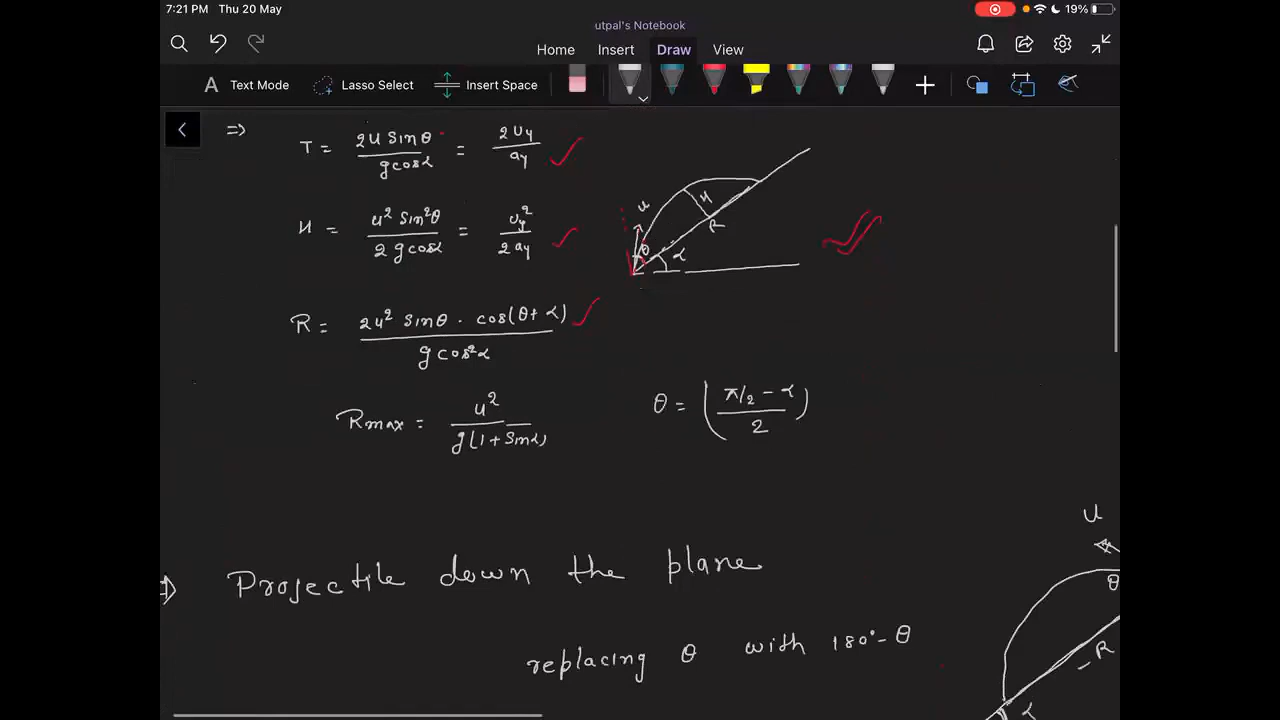 7:21 PM Thu 20 May 19%
utpal's Notebook
Home Insert Draw View
Text Mode Lasso Select Insert Space
⇒ T = 2u sinθ / g cosα = 2uy / ay
H = u² sin²θ / 2 g cosα = uy² / 2ay
u H R θ α
R = 2u² sinθ · cos(θ+α) / g cos²α
Rmax = u² / g(1+sinα) θ = (π/2 - α / 2)
u
θ
⇒ Projectile down the plane
replacing θ with 180° - θ
-R
α